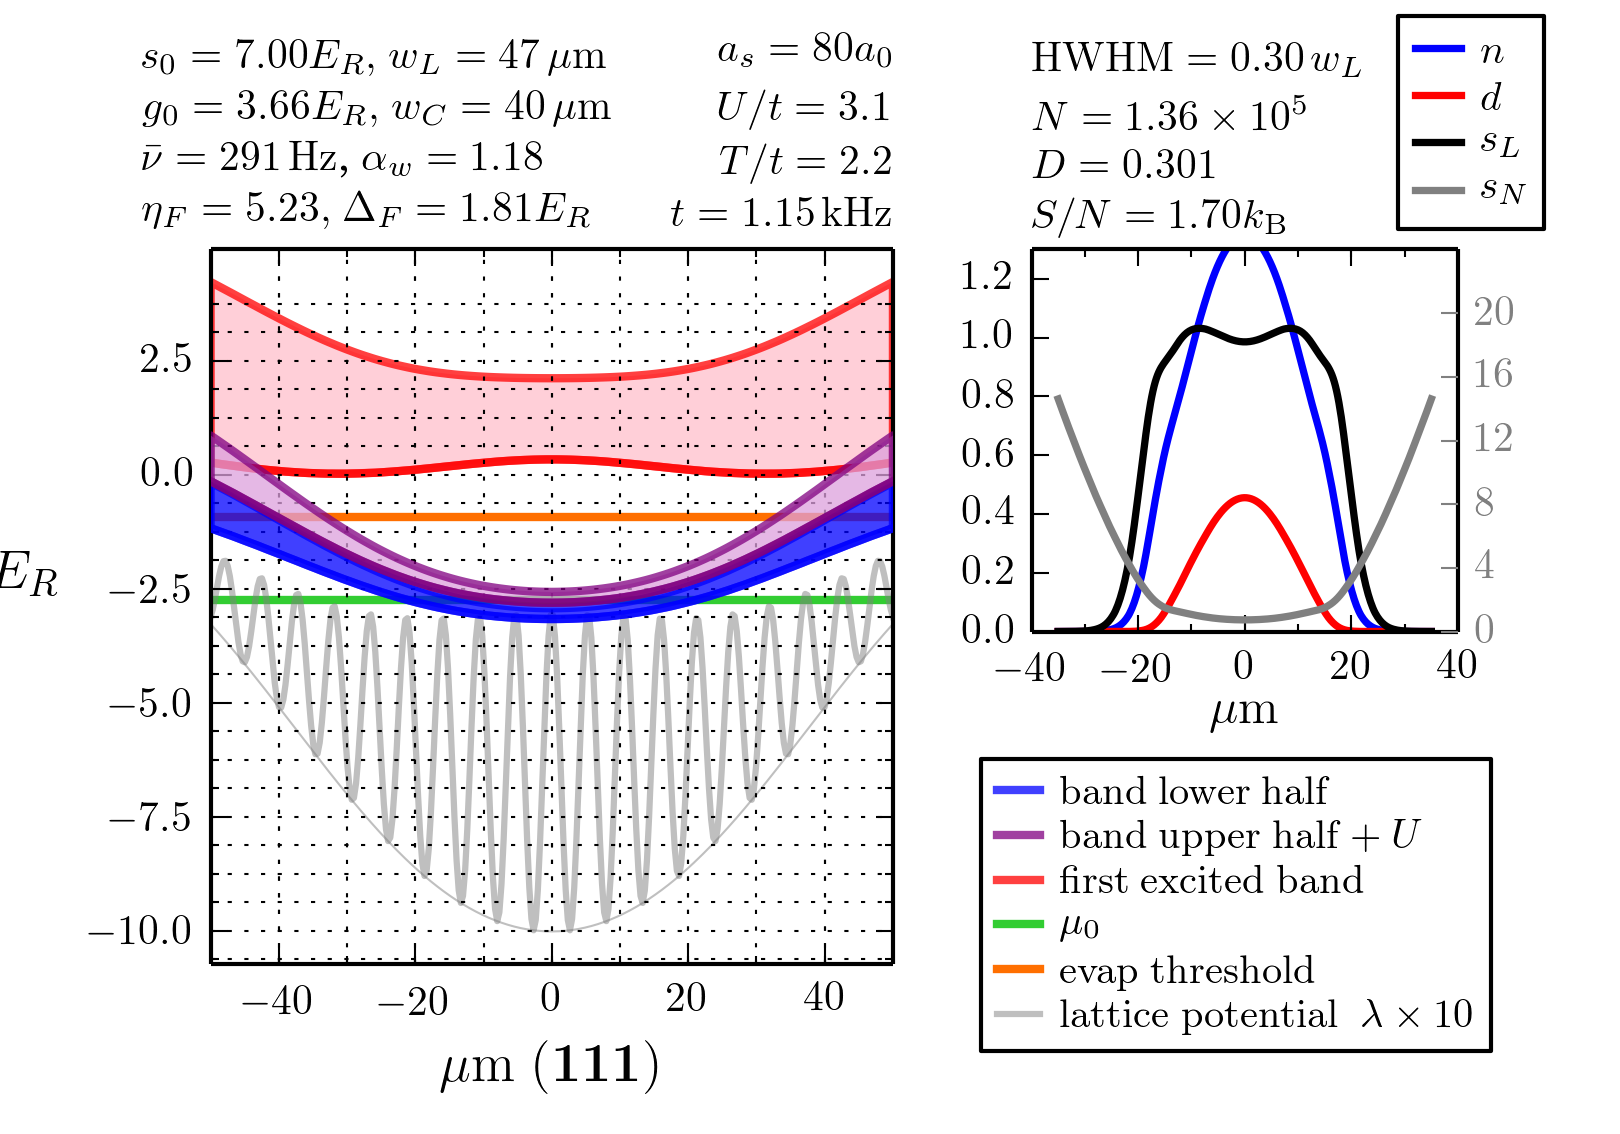 s₀ = 7.00E_R, w_L = 47 μm
g₀ = 3.66E_R, w_C = 40 μm
ν̄ = 291 Hz, α_w = 1.18
η_F = 5.23, Δ_F = 1.81E_R
a_s = 80a₀
U/t = 3.1
T/t = 2.2
t = 1.15 kHz
HWHM = 0.30 w_L
N = 1.36 × 10⁵
D = 0.301
S/N = 1.70k_B
n
d
s_L
s_N
E_R
2.5
0.0
−2.5
−5.0
−7.5
−10.0
−40 −20 0 20 40
μm (111)
1.2
1.0
0.8
0.6
0.4
0.2
0.0
20
16
12
8
4
0
−40 −20 0 20 40
μm
band lower half
band upper half + U
first excited band
μ₀
evap threshold
lattice potential λ × 10